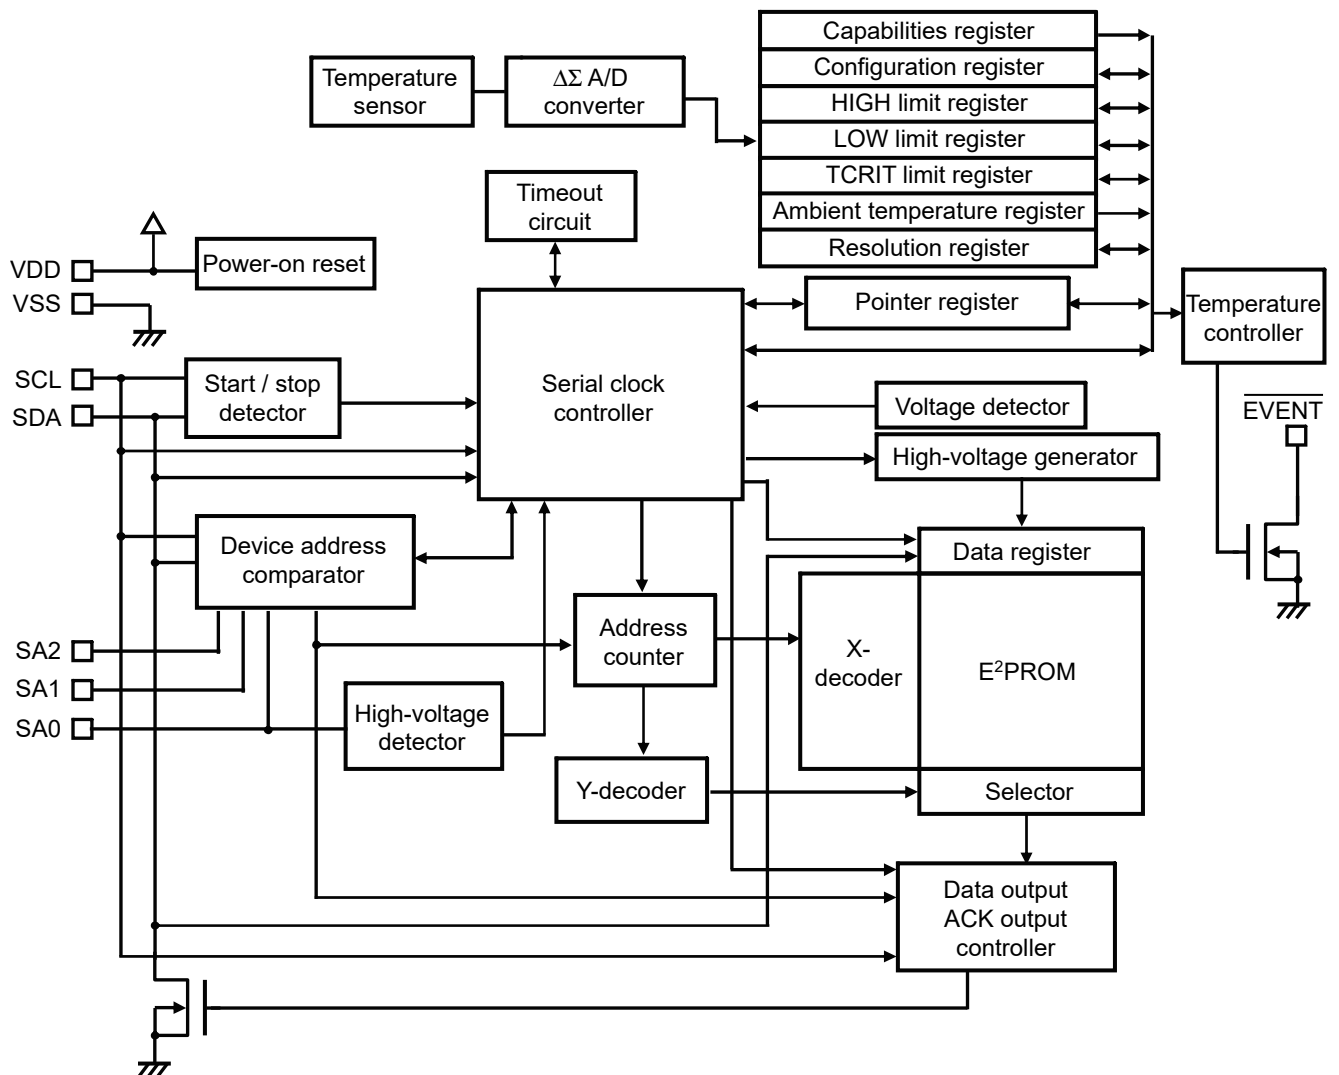 Capabilities register
Configuration register
HIGH limit register
LOW limit register
TCRIT limit register
Ambient temperature register
Resolution register
Temperature
sensor
ΔΣ A/D
converter
Timeout
circuit
VDD
Power-on reset
VSS
Pointer register
Temperature
controller
SCL
SDA
Start / stop
detector
Serial clock
controller
Voltage detector
EVENT
High-voltage generator
Device address
comparator
Data register
SA2
SA1
SA0
Address
counter
X-
decoder
E²PROM
High-voltage
detector
Y-decoder
Selector
Data output
ACK output
controller